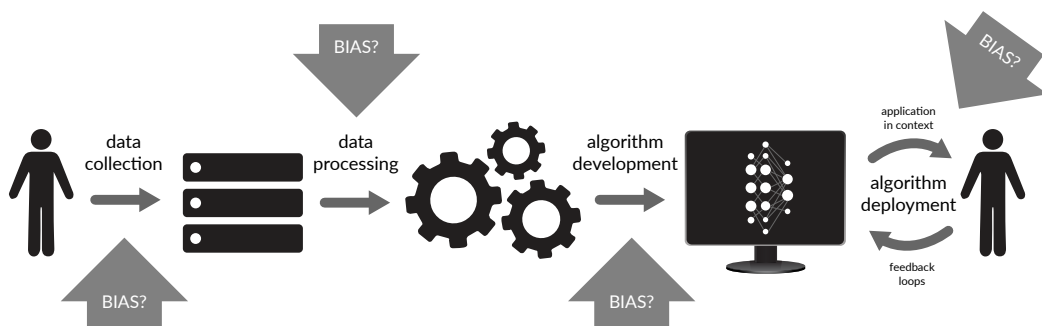 BIAS?
BIAS?
data
collection
data
processing
algorithm
development
application
in context
algorithm
deployment
feedback
loops
BIAS?
BIAS?